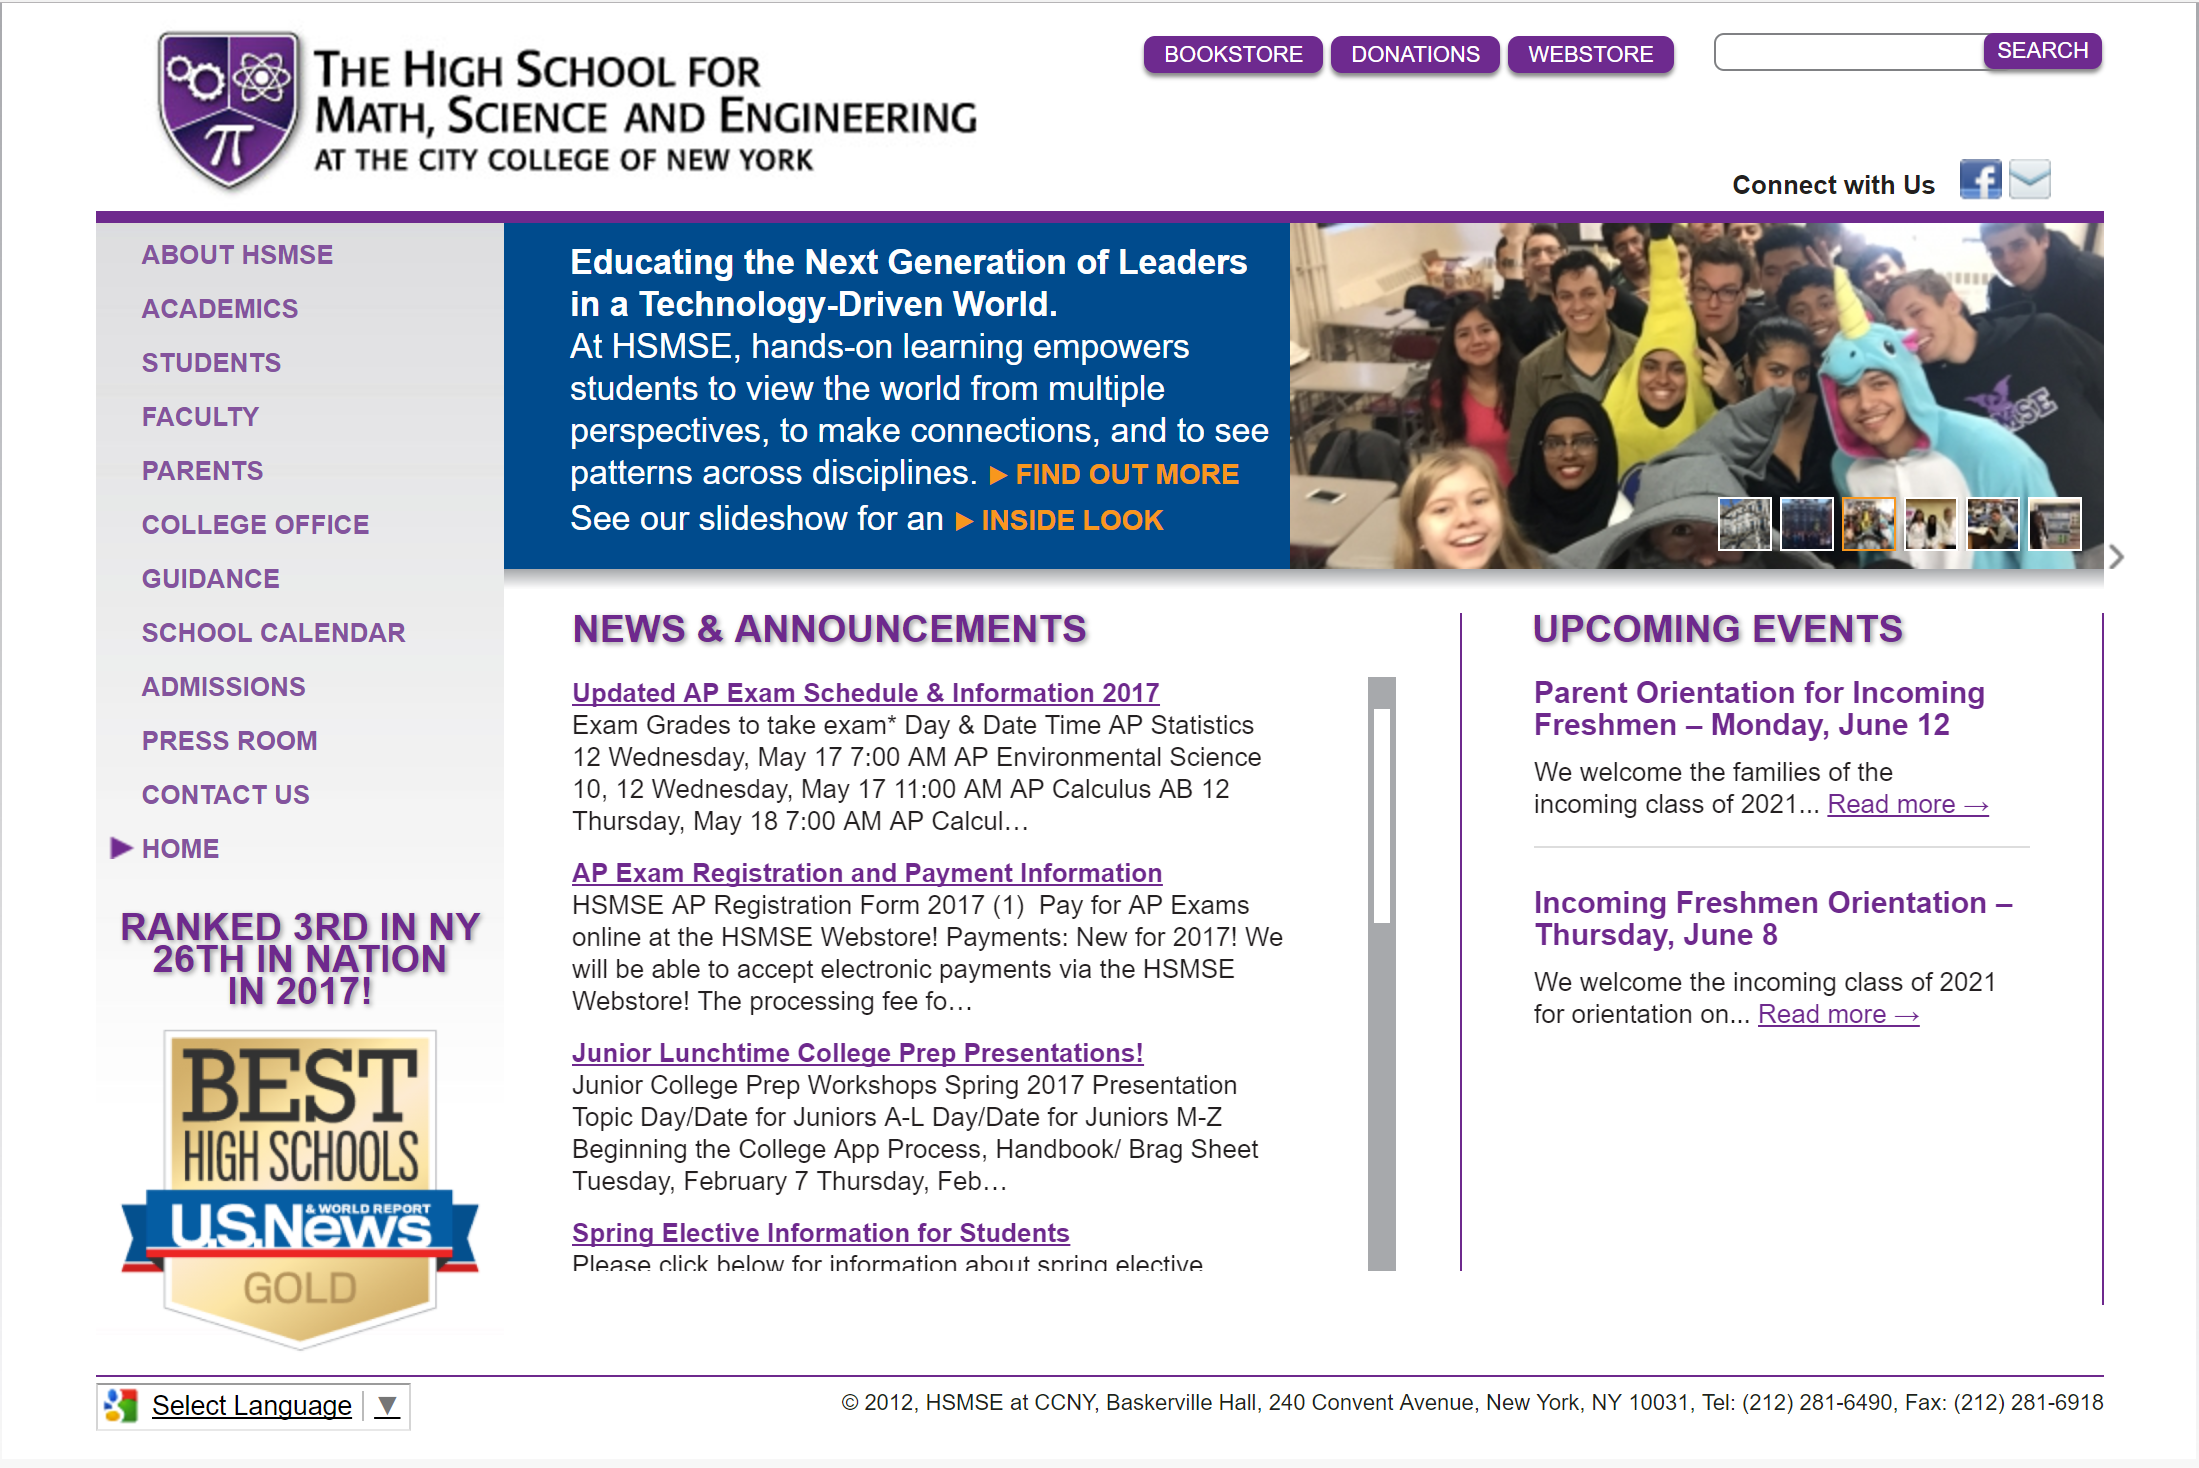 THE HIGH SCHOOL FOR
MATH, SCIENCE AND ENGINEERING
AT THE CITY COLLEGE OF NEW YORK
π
BOOKSTORE
DONATIONS
WEBSTORE
SEARCH
Connect with Us
ABOUT HSMSE
ACADEMICS
STUDENTS
FACULTY
PARENTS
COLLEGE OFFICE
GUIDANCE
SCHOOL CALENDAR
ADMISSIONS
PRESS ROOM
CONTACT US
HOME
RANKED 3RD IN NY
26TH IN NATION
IN 2017!
BEST
HIGH SCHOOLS
U.S.News
& WORLD REPORT
GOLD
Educating the Next Generation of Leaders
in a Technology-Driven World.
At HSMSE, hands-on learning empowers
students to view the world from multiple
perspectives, to make connections, and to see
patterns across disciplines. ▶ FIND OUT MORE
See our slideshow for an ▶ INSIDE LOOK
NEWS & ANNOUNCEMENTS
Updated AP Exam Schedule & Information 2017
Exam Grades to take exam* Day & Date Time AP Statistics
12 Wednesday, May 17 7:00 AM AP Environmental Science
10, 12 Wednesday, May 17 11:00 AM AP Calculus AB 12
Thursday, May 18 7:00 AM AP Calcul…
AP Exam Registration and Payment Information
HSMSE AP Registration Form 2017 (1) Pay for AP Exams
online at the HSMSE Webstore! Payments: New for 2017! We
will be able to accept electronic payments via the HSMSE
Webstore! The processing fee fo…
Junior Lunchtime College Prep Presentations!
Junior College Prep Workshops Spring 2017 Presentation
Topic Day/Date for Juniors A-L Day/Date for Juniors M-Z
Beginning the College App Process, Handbook/ Brag Sheet
Tuesday, February 7 Thursday, Feb…
Spring Elective Information for Students
Please click below for information about spring elective
UPCOMING EVENTS
Parent Orientation for Incoming
Freshmen – Monday, June 12
We welcome the families of the
incoming class of 2021... Read more →
Incoming Freshmen Orientation –
Thursday, June 8
We welcome the incoming class of 2021
for orientation on... Read more →
Select Language ▼
© 2012, HSMSE at CCNY, Baskerville Hall, 240 Convent Avenue, New York, NY 10031, Tel: (212) 281-6490, Fax: (212) 281-6918